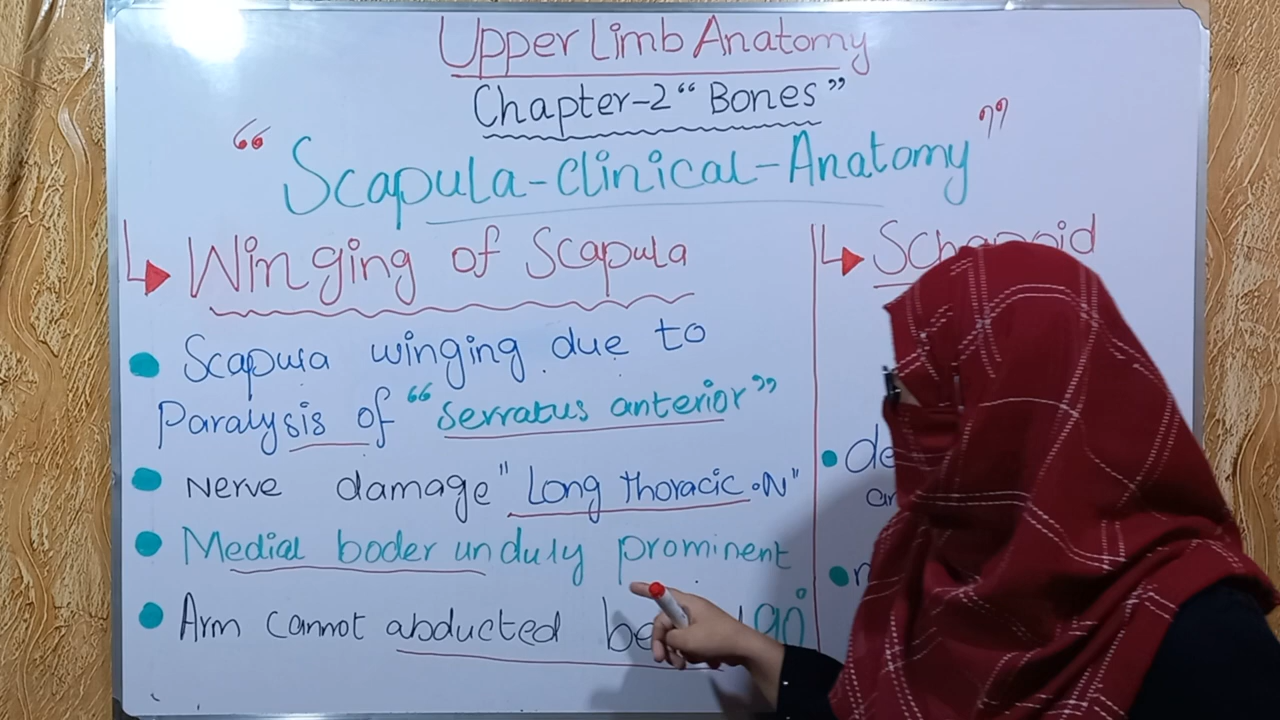 Upper Limb Anatomy
Chapter-2 “Bones”
“Scapula-Clinical-Anatomy”
Winging of Scapula
Scapula winging due to
Paralysis of “serratus anterior”
Nerve damage "Long thoracic.N"
Medial boder unduly prominent
Arm cannot abducted 90°